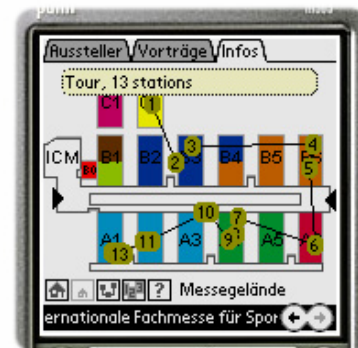 Aussteller Vorträge Infos
Tour, 13 stations
C1 1
2 3 4
ICM B0 B1 B2 B4 B5 5
10 7
A1 11 A3 9 A5 6
13
? Messegelände
ernationale Fachmesse für Spor